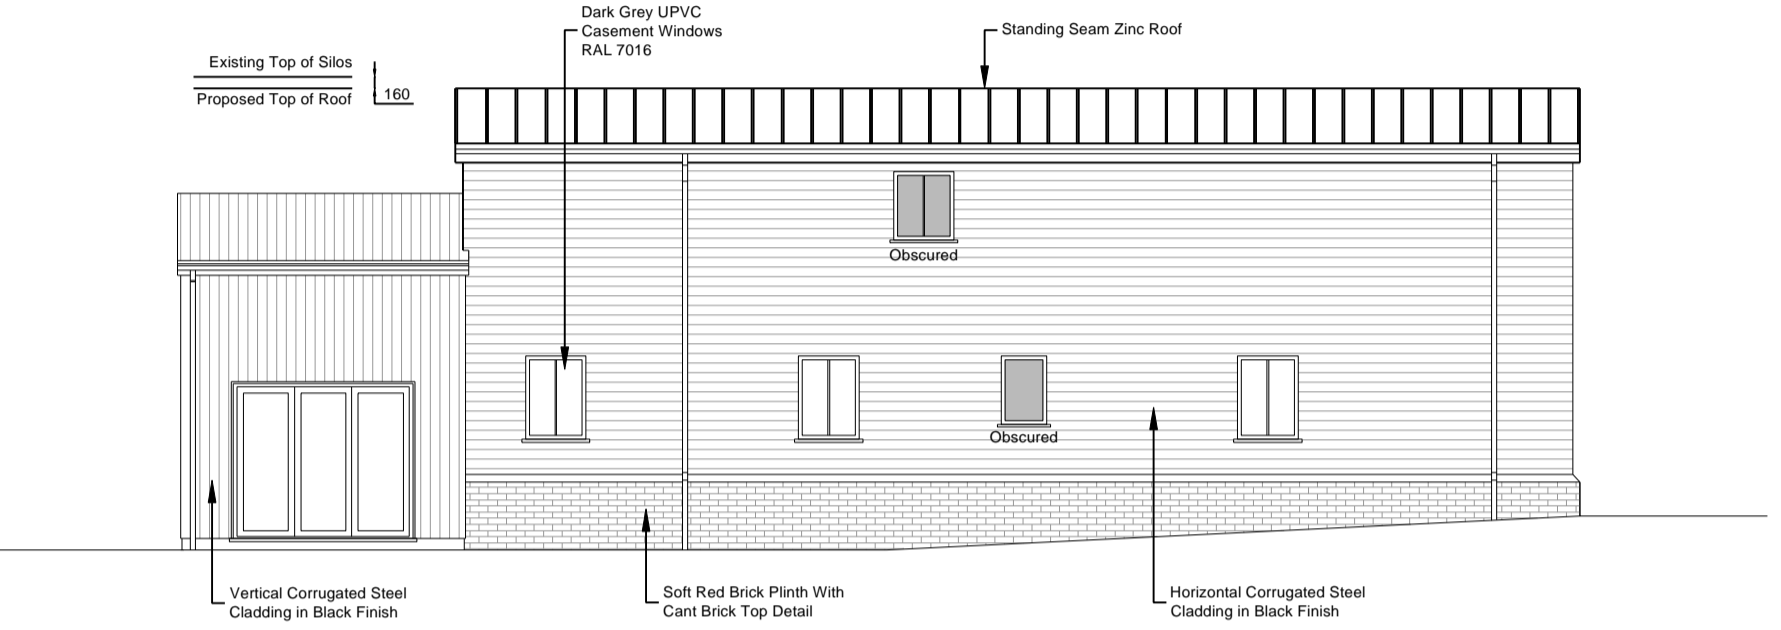 Dark Grey UPVC
Casement Windows
RAL 7016
Standing Seam Zinc Roof
Existing Top of Silos
Proposed Top of Roof
160
Obscured
Obscured
Vertical Corrugated Steel
Cladding in Black Finish
Soft Red Brick Plinth With
Cant Brick Top Detail
Horizontal Corrugated Steel
Cladding in Black Finish